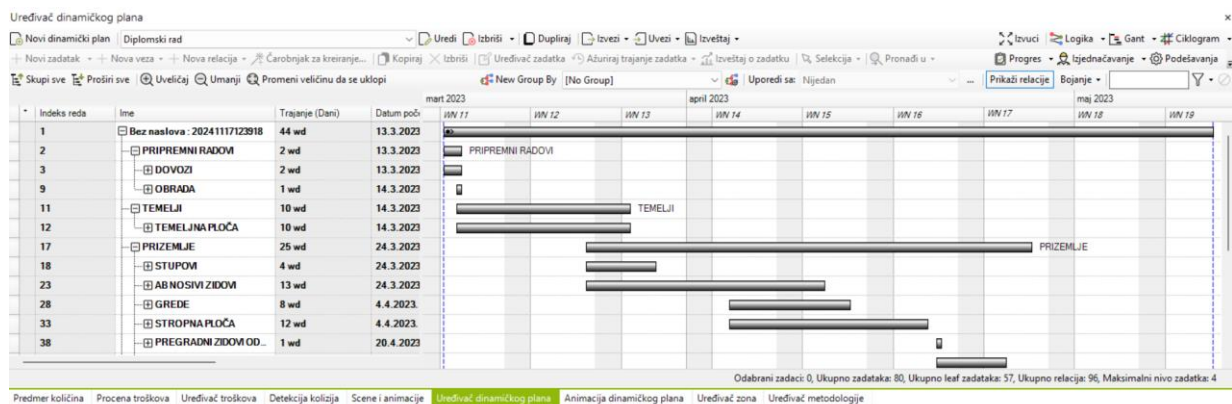 Uređivač dinamičkog plana
Novi dinamički plan Diplomski rad Uredi Izbriši Dupliraj Izvezi Uvezi Izveštaj Izvuci Logika Gant Ciklogram
Novi zadatak Nova veza Nova relacija Čarobnjak za kreiranje... Kopiraj Izbriši Uređivač zadatka Ažuriraj trajanje zadatka Izveštaj o zadatku Selekcija Pronađi u Progres Izjednačavanje Podešavanja
Skupi sve Proširi sve Uveličaj Umanji Promeni veličinu da se uklopi New Group By [No Group] Uporedi sa: Nijedan ... Prikaži relacije Bojanje
mart 2023 april 2023 maj 2023
Indeks reda Ime Trajanje (Dani) Datum poč WN 11 WN 12 WN 13 WN 14 WN 15 WN 16 WN 17 WN 18 WN 19
1 Bez naslova : 20241117123918 44 wd 13.3.2023
2 PRIPREMNI RADOVI 2 wd 13.3.2023 PRIPREMNI RADOVI
3 DOVOZI 2 wd 13.3.2023
9 OBRADA 1 wd 14.3.2023
11 TEMELJI 10 wd 14.3.2023 TEMELJI
12 TEMELJNA PLOČA 10 wd 14.3.2023
17 PRIZEMLJE 25 wd 24.3.2023 PRIZEMLJE
18 STUPOVI 4 wd 24.3.2023
23 AB NOSIVI ZIDOVI 13 wd 24.3.2023
28 GREDE 8 wd 4.4.2023.
33 STROPNA PLOČA 12 wd 4.4.2023.
38 PREGRADNI ZIDOVI OD... 1 wd 20.4.2023
Odabrani zadaci: 0, Ukupno zadataka: 80, Ukupno leaf zadataka: 57, Ukupno relacija: 96, Maksimalni nivo zadatka: 4
Predmer količina Procena troškova Uređivač troškova Detekcija kolizija Scene i animacije Uređivač dinamičkog plana Animacija dinamičkog plana Uređivač zona Uređivač metodologije